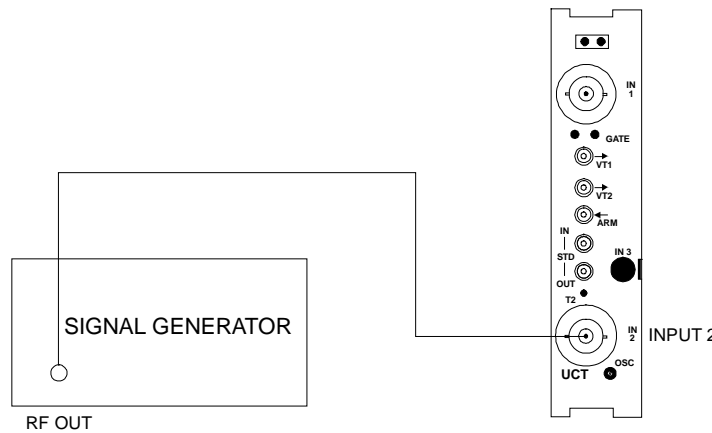 IN
1
GATE
VT1
VT2
ARM
IN
STD
OUT
IN 3
T2
IN
2
INPUT 2
OSC
UCT
SIGNAL GENERATOR
RF OUT